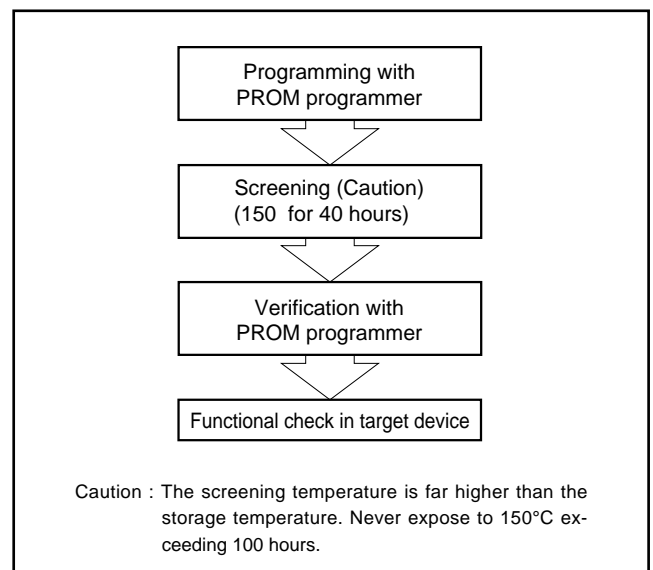 Programming with
PROM programmer
Screening (Caution)
(150  for 40 hours)
Verification with
PROM programmer
Functional check in target device
Caution : The screening temperature is far higher than the
storage temperature. Never expose to 150°C ex-
ceeding 100 hours.